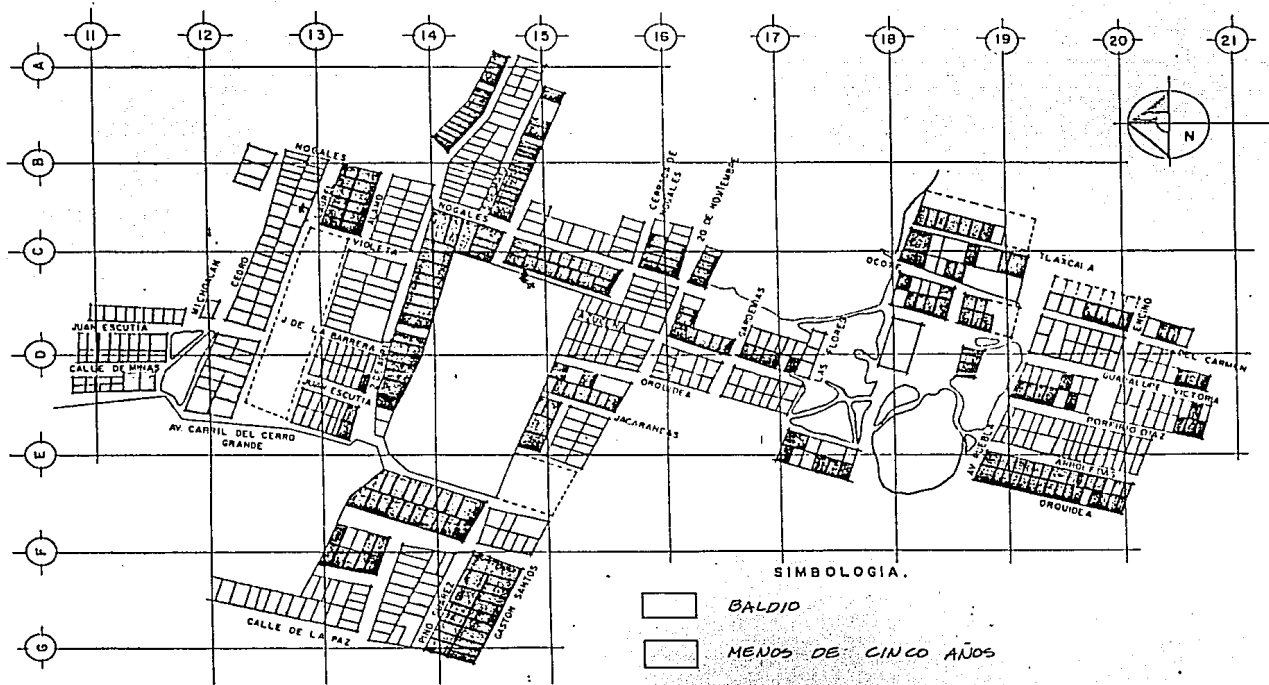 11 12 13 14 15 16 17 18 19 20 21
A
B
C
D
E
F
G
N
NOGALES
ALAMO
VIOLETA
NOGALES
CERRADA DE
NOGALES
20 DE NOVIEMBRE
MICHOACAN
CEDRO
JUAN ESCUTIA
CALLE DE MINAS
J. DE LA BARRERA
JUAN ESCUTIA
AV. CARRIL DEL CERRO
GRANDE
ORQUIDEA
JACARANDAS
GARDENIAS
LAS FLORES
TLAXCALA
ENCINO
DEL CARMEN
GUADALUPE VICTORIA
PORFIRIO DIAZ
AV. PUEBLA
ORQUIDEA
CALLE DE LA PAZ
PINO SUAREZ
GASTON SANTOS
SIMBOLOGIA.
BALDIO
MENOS DE CINCO AÑOS